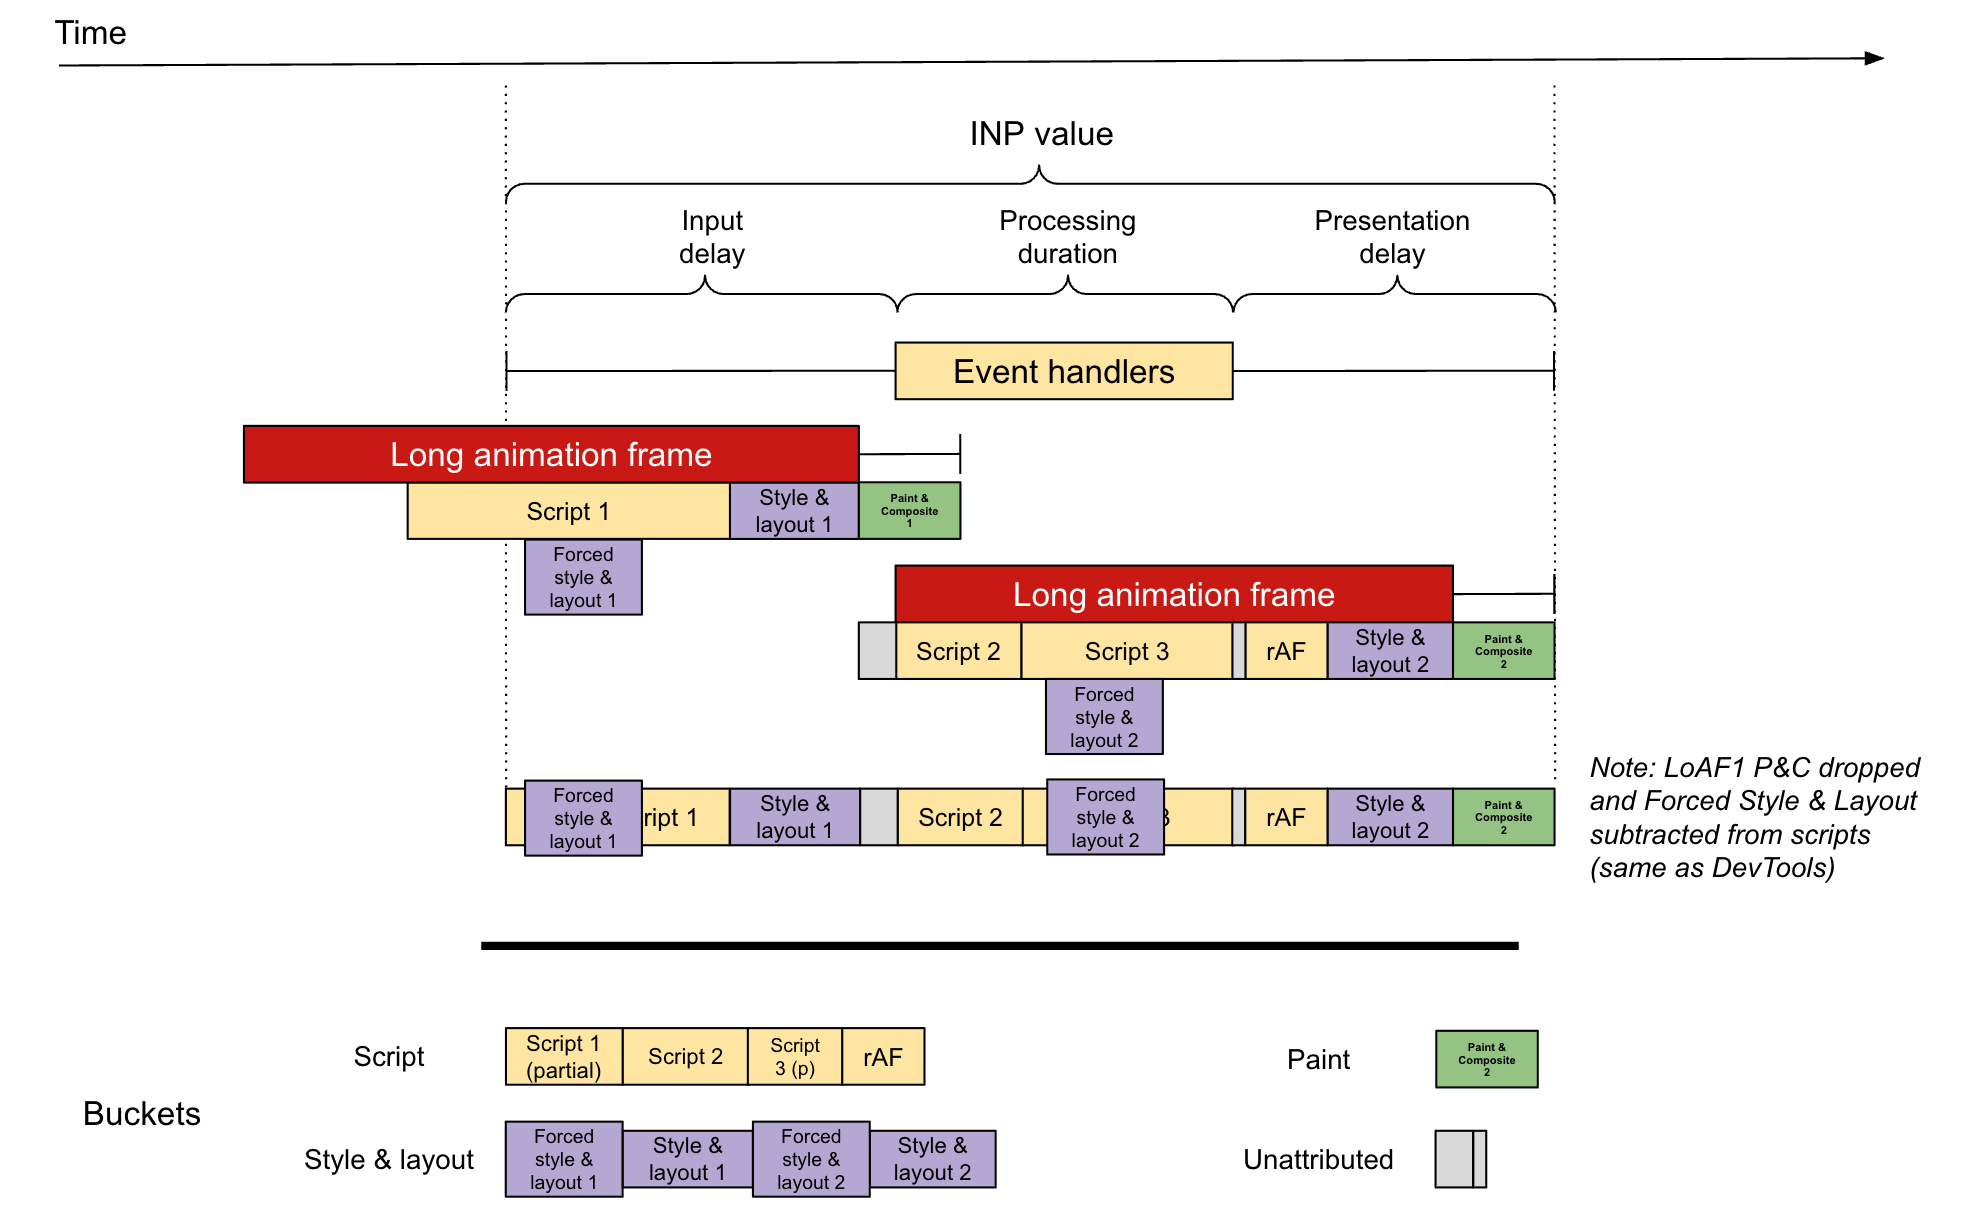 Time
INP value
Input
delay
Processing
duration
Presentation
delay
Event handlers
Long animation frame
Script 1
Style &
layout 1
Paint &
Composite
1
Forced
style &
layout 1
Long animation frame
Script 2
Script 3
rAF
Style &
layout 2
Paint &
Composite
2
Forced
style &
layout 2
Forced
style &
layout 1
ript 1
Style &
layout 1
Script 2
Forced
style &
layout 2
3
rAF
Style &
layout 2
Paint &
Composite
2
Note: LoAF1 P&C dropped
and Forced Style & Layout
subtracted from scripts
(same as DevTools)
Buckets
Script
Script 1
(partial)
Script 2
Script
3 (p)
rAF
Paint
Paint &
Composite
2
Style & layout
Forced
style &
layout 1
Style &
layout 1
Forced
style &
layout 2
Style &
layout 2
Unattributed